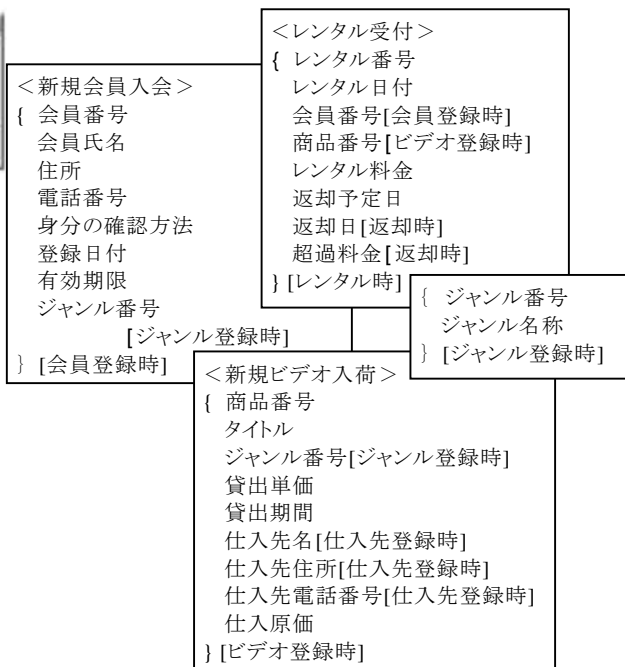 ＜新規会員入会＞
{ 会員番号
会員氏名
住所
電話番号
身分の確認方法
登録日付
有効期限
ジャンル番号
[ジャンル登録時]
} [会員登録時]
＜レンタル受付＞
{ レンタル番号
レンタル日付
会員番号[会員登録時]
商品番号[ビデオ登録時]
レンタル料金
返却予定日
返却日[返却時]
超過料金[返却時]
} [レンタル時]
{ ジャンル番号
ジャンル名称
} [ジャンル登録時]
＜新規ビデオ入荷＞
{ 商品番号
タイトル
ジャンル番号[ジャンル登録時]
貸出単価
貸出期間
仕入先名[仕入先登録時]
仕入先住所[仕入先登録時]
仕入先電話番号[仕入先登録時]
仕入原価
} [ビデオ登録時]